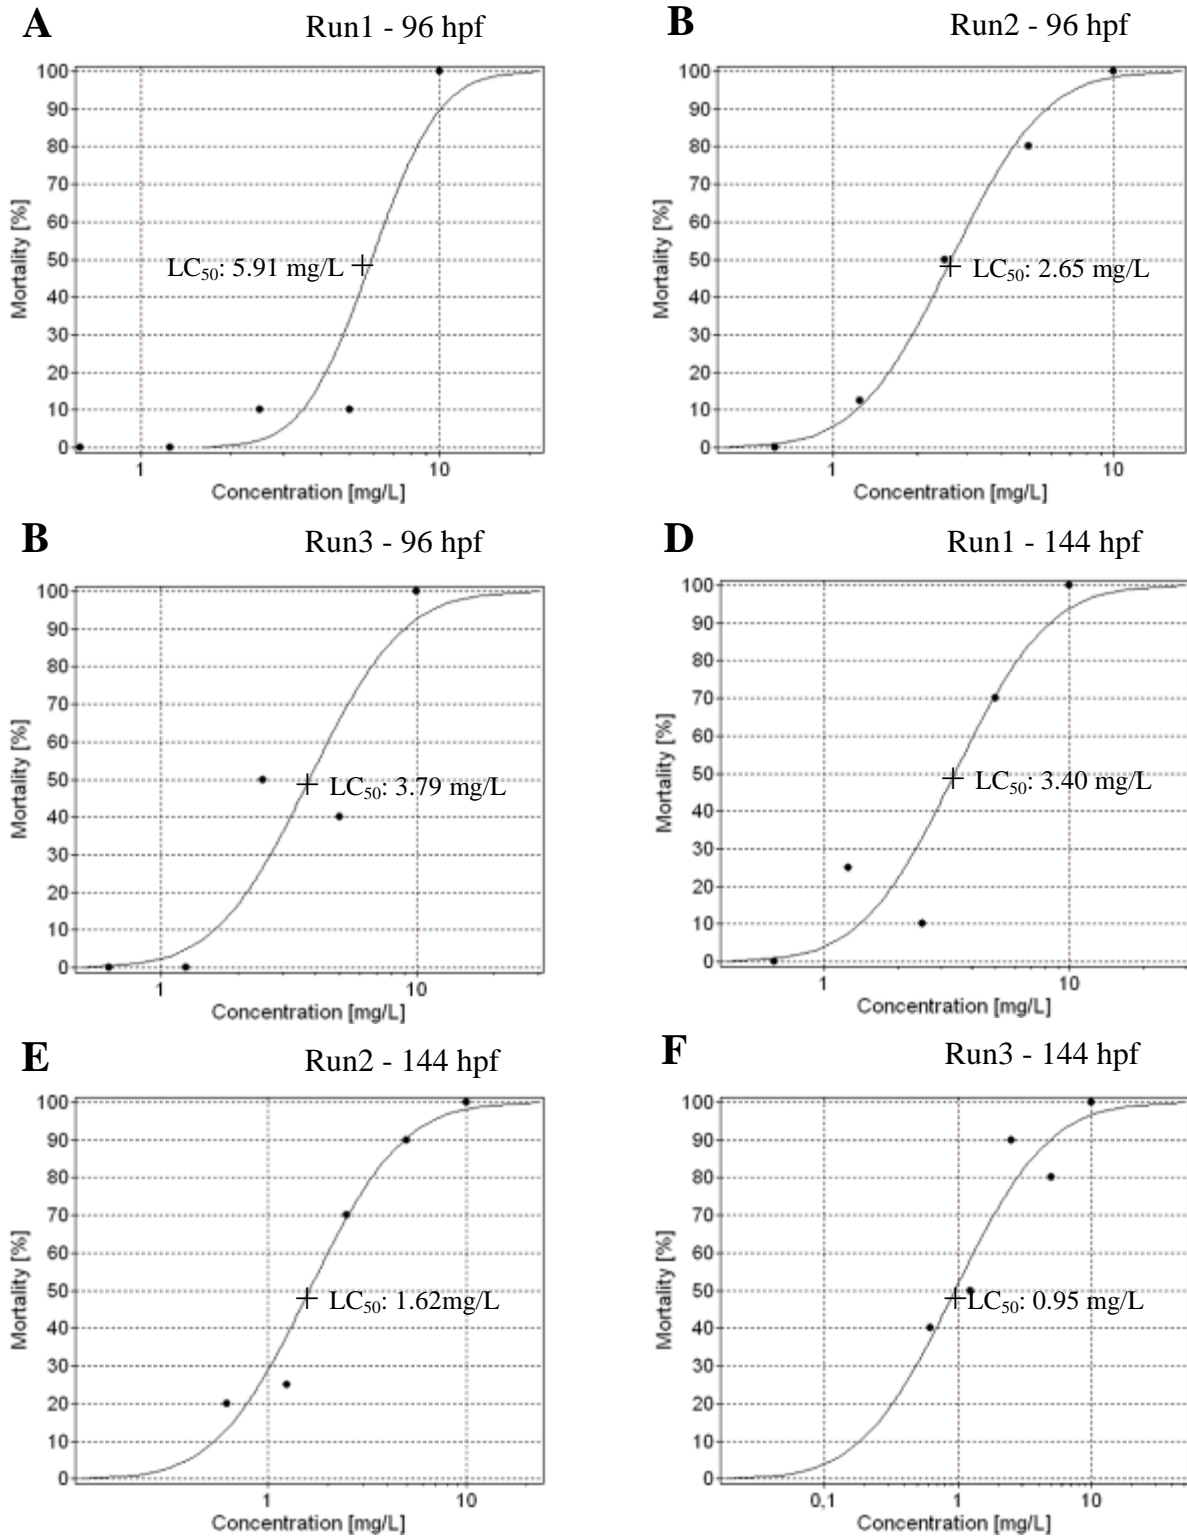 A Run1 - 96 hpf
100
90
80
70
60
50
40
30
20
10
0
Mortality [%]
LC₅₀: 5.91 mg/L
1 10
Concentration [mg/L]
B Run2 - 96 hpf
100
90
80
70
60
50
40
30
20
10
0
Mortality [%]
LC₅₀: 2.65 mg/L
1 10
Concentration [mg/L]
B Run3 - 96 hpf
100
90
80
70
60
50
40
30
20
10
0
Mortality [%]
LC₅₀: 3.79 mg/L
1 10
Concentration [mg/L]
D Run1 - 144 hpf
100
90
80
70
60
50
40
30
20
10
0
Mortality [%]
LC₅₀: 3.40 mg/L
1 10
Concentration [mg/L]
E Run2 - 144 hpf
100
90
80
70
60
50
40
30
20
10
0
Mortality [%]
LC₅₀: 1.62mg/L
1 10
Concentration [mg/L]
F Run3 - 144 hpf
100
90
80
70
60
50
40
30
20
10
0
Mortality [%]
LC₅₀: 0.95 mg/L
0,1 1 10
Concentration [mg/L]